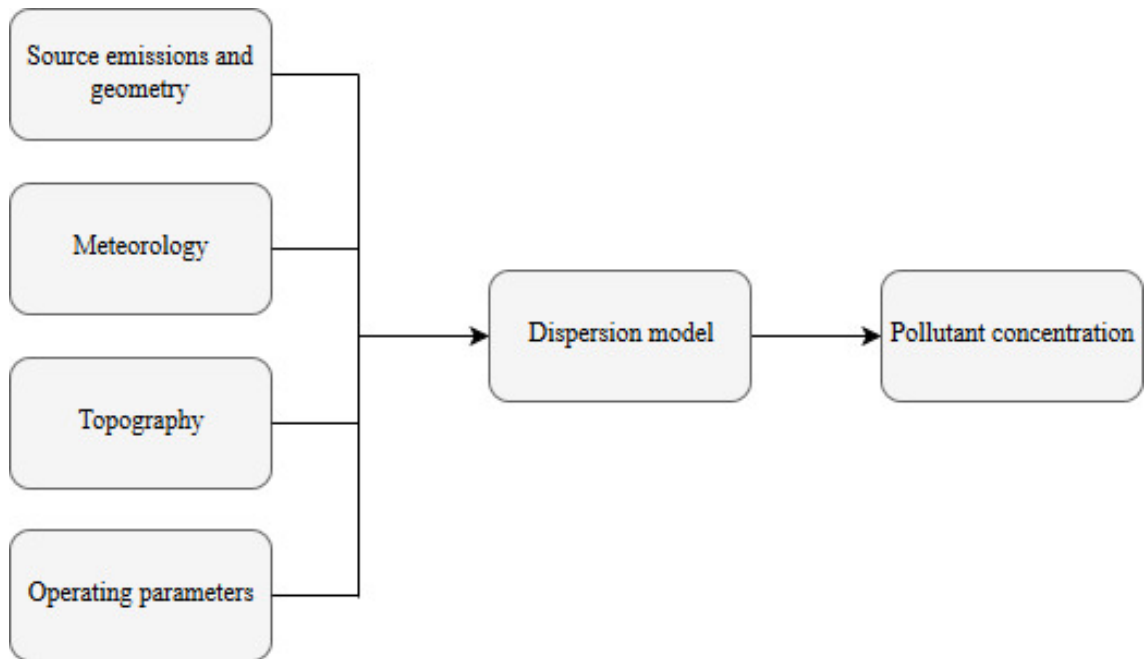 Source emissions and
geometry
Meteorology
Topography
Operating parameters
Dispersion model
Pollutant concentration